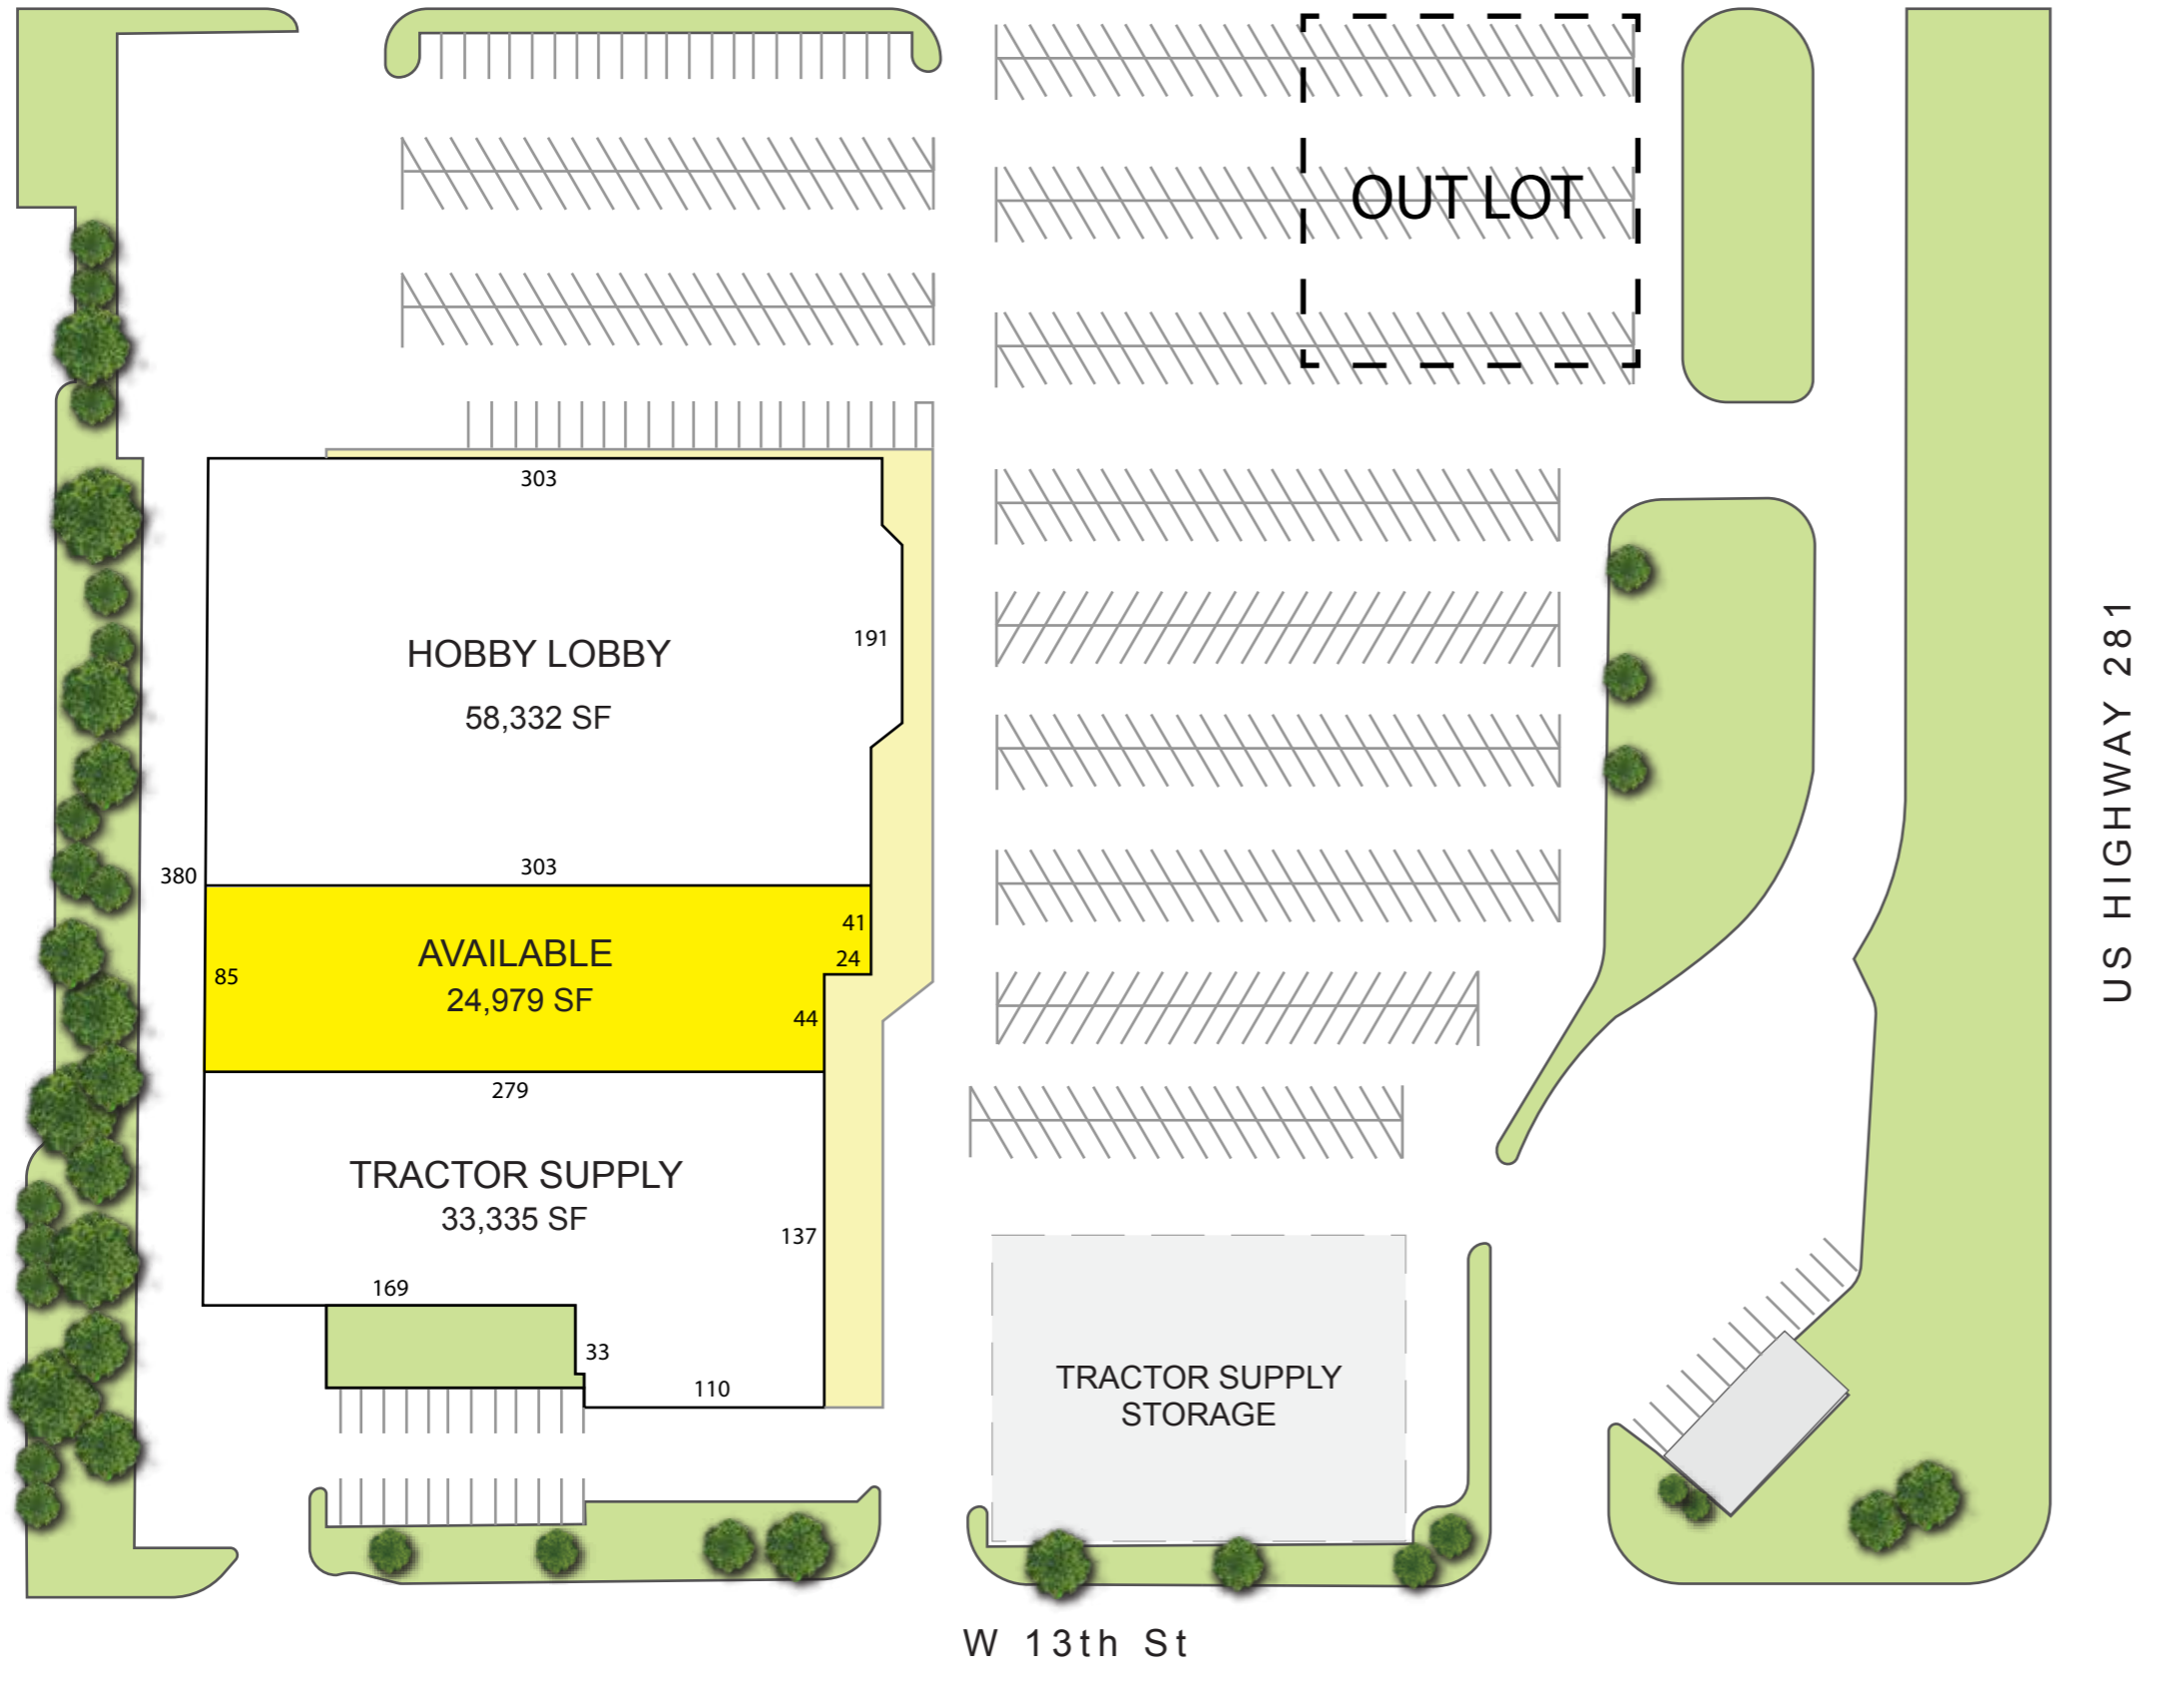 OUT LOT
303
HOBBY LOBBY
191
58,332 SF
303
380
41
AVAILABLE
24
85
24,979 SF
44
279
TRACTOR SUPPLY
33,335 SF
137
169
33
110
TRACTOR SUPPLY
STORAGE
US HIGHWAY 281
W 13th St